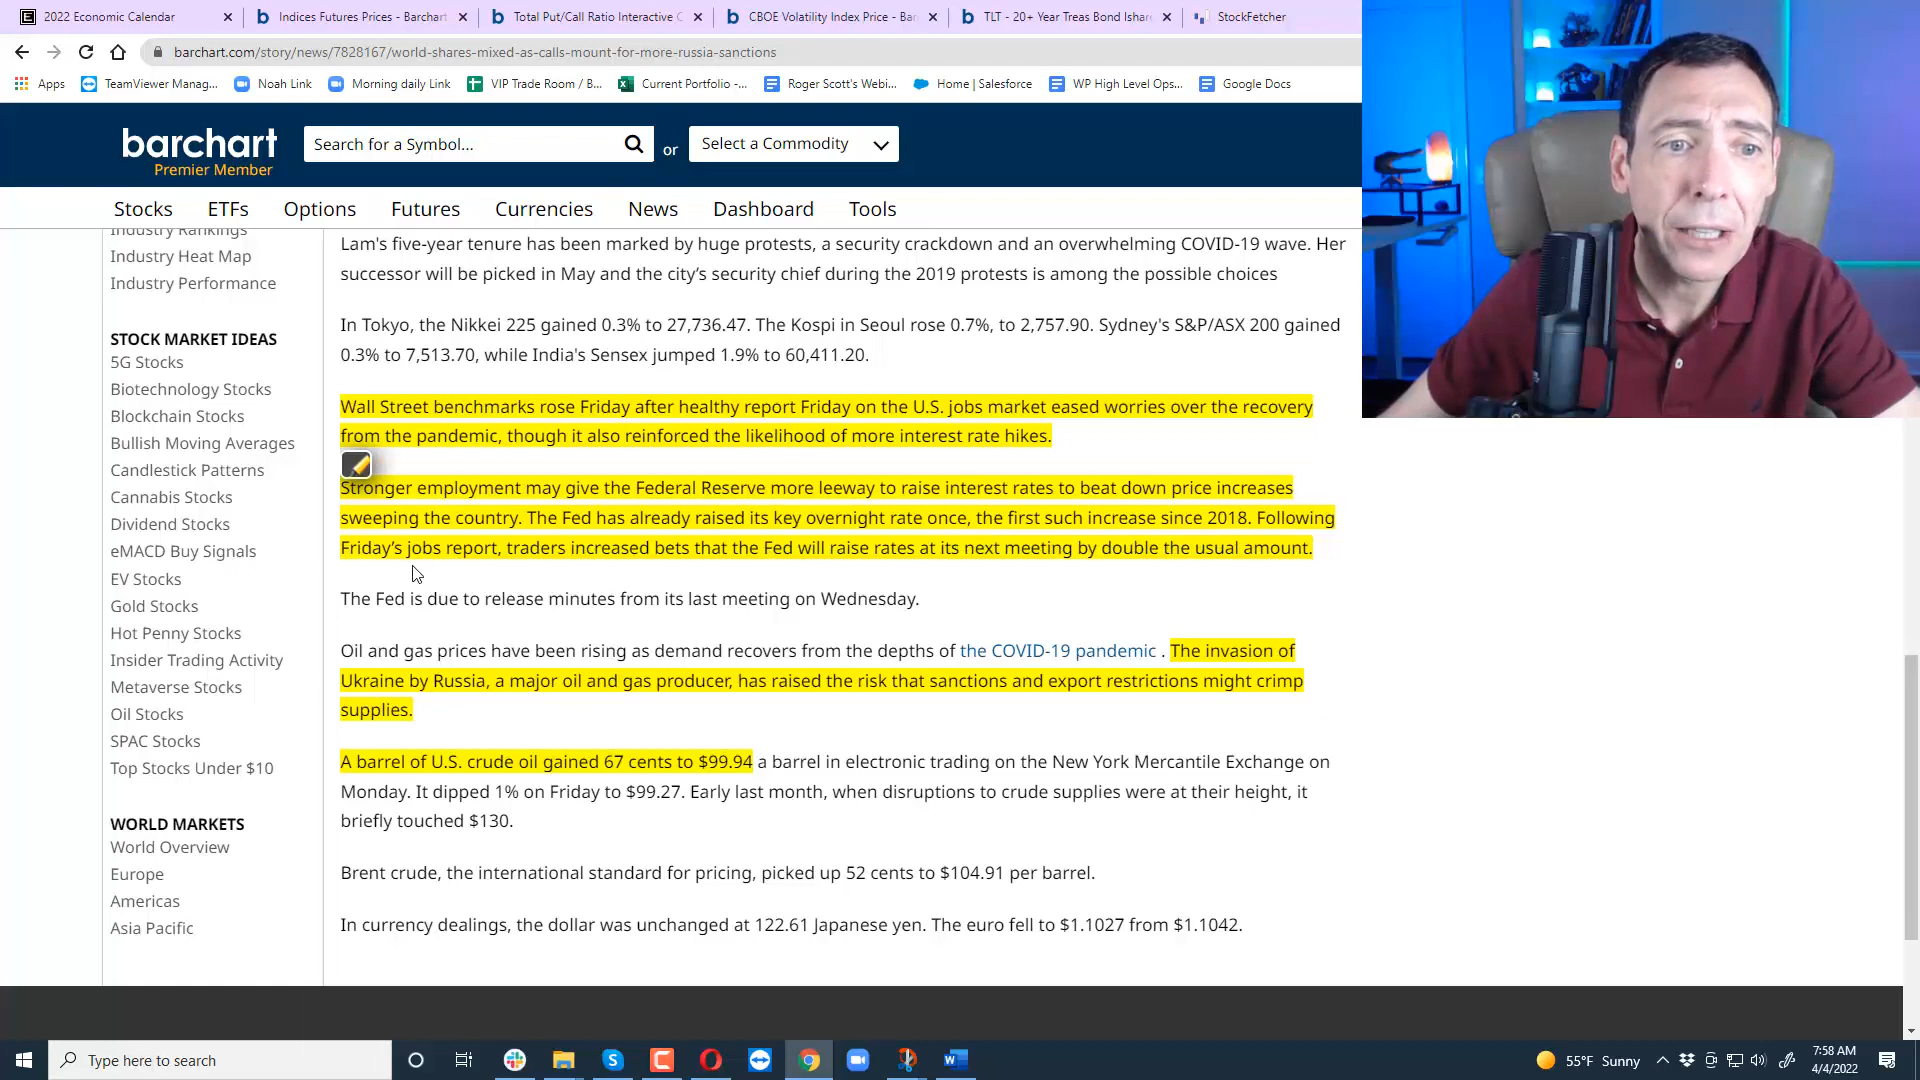 2022 Economic Calendar
Indices Futures Prices - Barchart
Total Put/Call Ratio Interactive C
CBOE Volatility Index Price - Bar
TLT - 20+ Year Treas Bond Ishar
StockFetcher
barchart.com/story/news/7828167/world-shares-mixed-as-calls-mount-for-more-russia-sanctions
Apps
TeamViewer Manag...
Noah Link
Morning daily Link
VIP Trade Room / B...
Current Portfolio -...
Roger Scott's Webi...
Home | Salesforce
WP High Level Ops...
Google Docs
barchart
Premier Member
Search for a Symbol...
or
Select a Commodity
Stocks
ETFs
Options
Futures
Currencies
News
Dashboard
Tools
Industry Rankings
Industry Heat Map
Industry Performance
STOCK MARKET IDEAS
5G Stocks
Biotechnology Stocks
Blockchain Stocks
Bullish Moving Averages
Candlestick Patterns
Cannabis Stocks
Dividend Stocks
eMACD Buy Signals
EV Stocks
Gold Stocks
Hot Penny Stocks
Insider Trading Activity
Metaverse Stocks
Oil Stocks
SPAC Stocks
Top Stocks Under $10
WORLD MARKETS
World Overview
Europe
Americas
Asia Pacific
Lam's five-year tenure has been marked by huge protests, a security crackdown and an overwhelming COVID-19 wave. Her
successor will be picked in May and the city's security chief during the 2019 protests is among the possible choices
In Tokyo, the Nikkei 225 gained 0.3% to 27,736.47. The Kospi in Seoul rose 0.7%, to 2,757.90. Sydney's S&P/ASX 200 gained
0.3% to 7,513.70, while India's Sensex jumped 1.9% to 60,411.20.
Wall Street benchmarks rose Friday after healthy report Friday on the U.S. jobs market eased worries over the recovery
from the pandemic, though it also reinforced the likelihood of more interest rate hikes.
Stronger employment may give the Federal Reserve more leeway to raise interest rates to beat down price increases
sweeping the country. The Fed has already raised its key overnight rate once, the first such increase since 2018. Following
Friday's jobs report, traders increased bets that the Fed will raise rates at its next meeting by double the usual amount.
The Fed is due to release minutes from its last meeting on Wednesday.
Oil and gas prices have been rising as demand recovers from the depths of the COVID-19 pandemic . The invasion of
Ukraine by Russia, a major oil and gas producer, has raised the risk that sanctions and export restrictions might crimp
supplies.
A barrel of U.S. crude oil gained 67 cents to $99.94 a barrel in electronic trading on the New York Mercantile Exchange on
Monday. It dipped 1% on Friday to $99.27. Early last month, when disruptions to crude supplies were at their height, it
briefly touched $130.
Brent crude, the international standard for pricing, picked up 52 cents to $104.91 per barrel.
In currency dealings, the dollar was unchanged at 122.61 Japanese yen. The euro fell to $1.1027 from $1.1042.
Type here to search
55°F Sunny
7:58 AM
4/4/2022